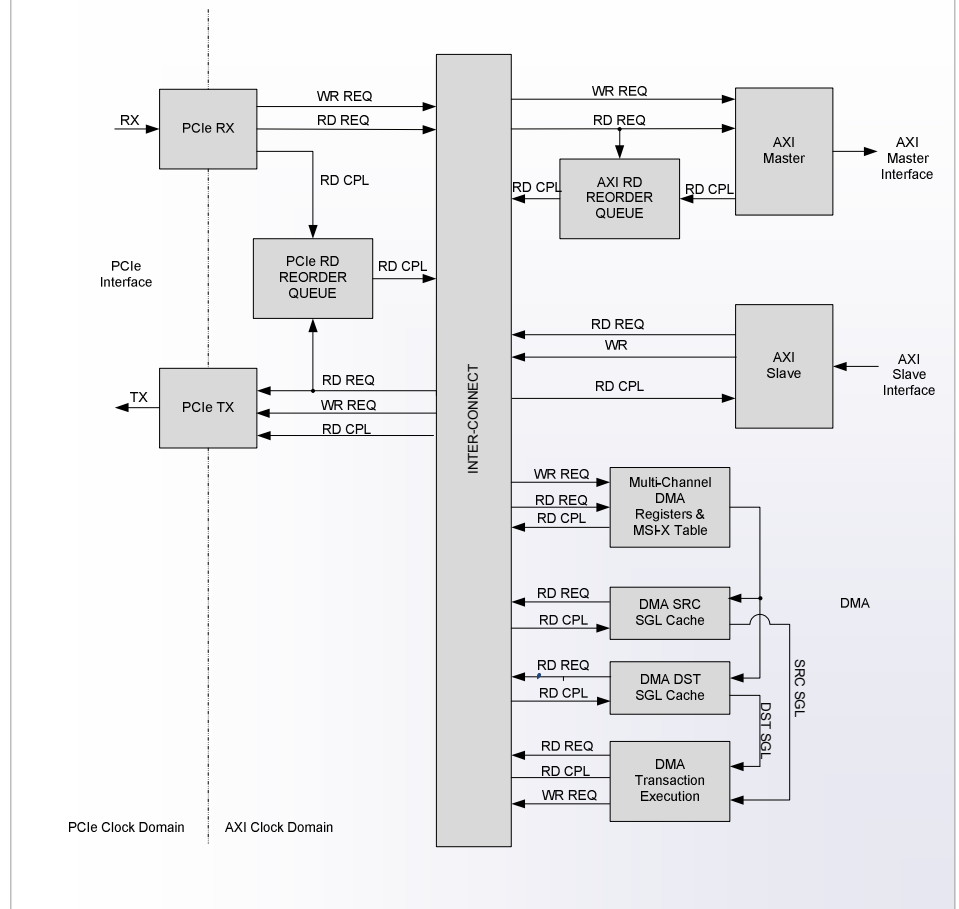 RX
PCIe RX
WR REQ
RD REQ
RD CPL
PCIe
Interface
PCIe RD
REORDER
QUEUE
RD CPL
TX
PCIe TX
RD REQ
WR REQ
RD CPL
PCIe Clock Domain
AXI Clock Domain
INTER-CONNECT
WR REQ
RD REQ
AXI
Master
AXI
Master
Interface
RD CPL
AXI RD
REORDER
QUEUE
RD CPL
RD REQ
WR
RD CPL
AXI
Slave
AXI
Slave
Interface
WR REQ
RD REQ
RD CPL
Multi-Channel
DMA
Registers &
MSI-X Table
RD REQ
RD CPL
DMA SRC
SGL Cache
DMA
RD REQ
RD CPL
DMA DST
SGL Cache
SRC SGL
DST SGL
RD REQ
RD CPL
WR REQ
DMA
Transaction
Execution